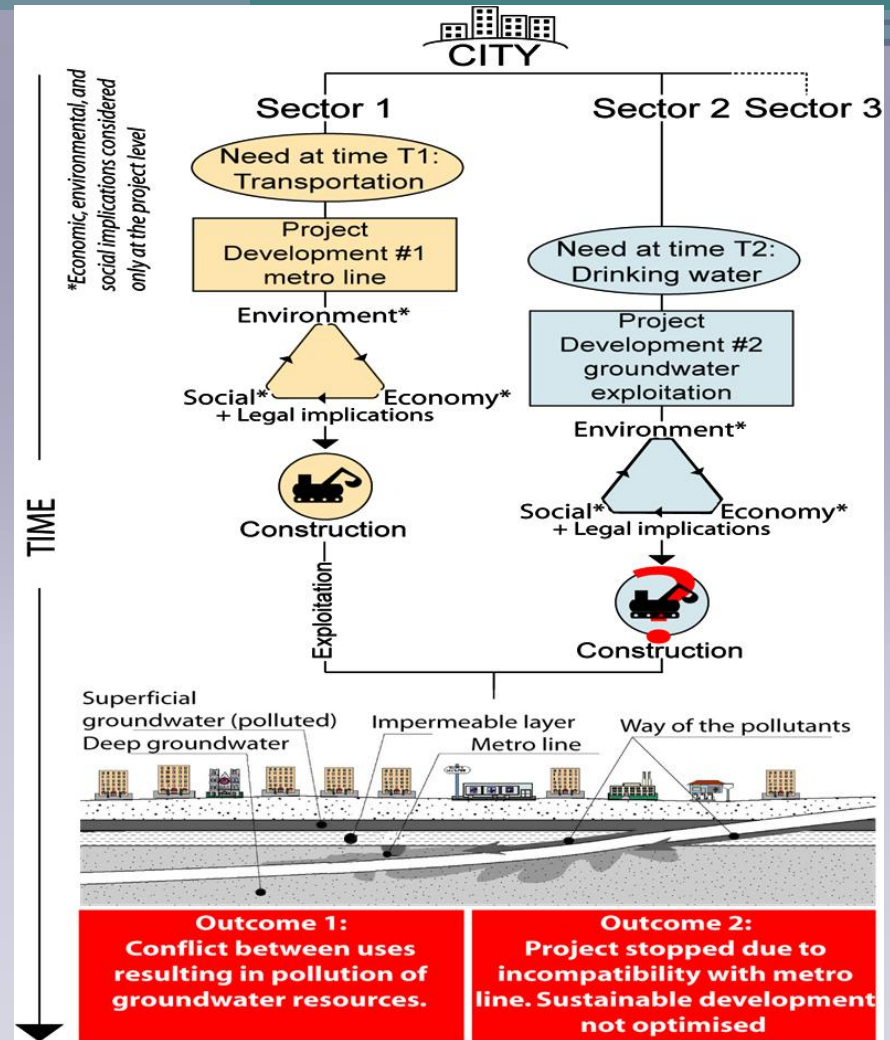 CITY
Sector 1
Sector 2
Sector 3
*Economic, environmental, and
social implications considered
only at the project level
TIME
Need at time T1:
Transportation
Project
Development #1
metro line
Environment*
Social*
Economy*
+ Legal implications
Construction
Exploitation
Need at time T2:
Drinking water
Project
Development #2
groundwater
exploitation
Environment*
Social*
Economy*
+ Legal implications
?
Construction
Superficial
groundwater (polluted)
Deep groundwater
Impermeable layer
Metro line
Way of the pollutants
Outcome 1:
Conflict between uses
resulting in pollution of
groundwater resources.
Outcome 2:
Project stopped due to
incompatibility with metro
line. Sustainable development
not optimised